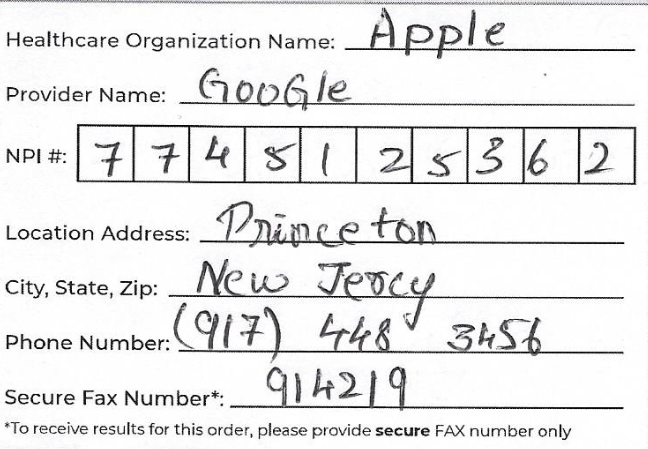 Healthcare Organization Name: Apple
Provider Name: GooGle
NPI #: 7 7 4 5 1 2 5 3 6 2
Location Address: Princeton
City, State, Zip: New Jercy
Phone Number: (917) 448 3456
Secure Fax Number*: 914219
*To receive results for this order, please provide secure FAX number only